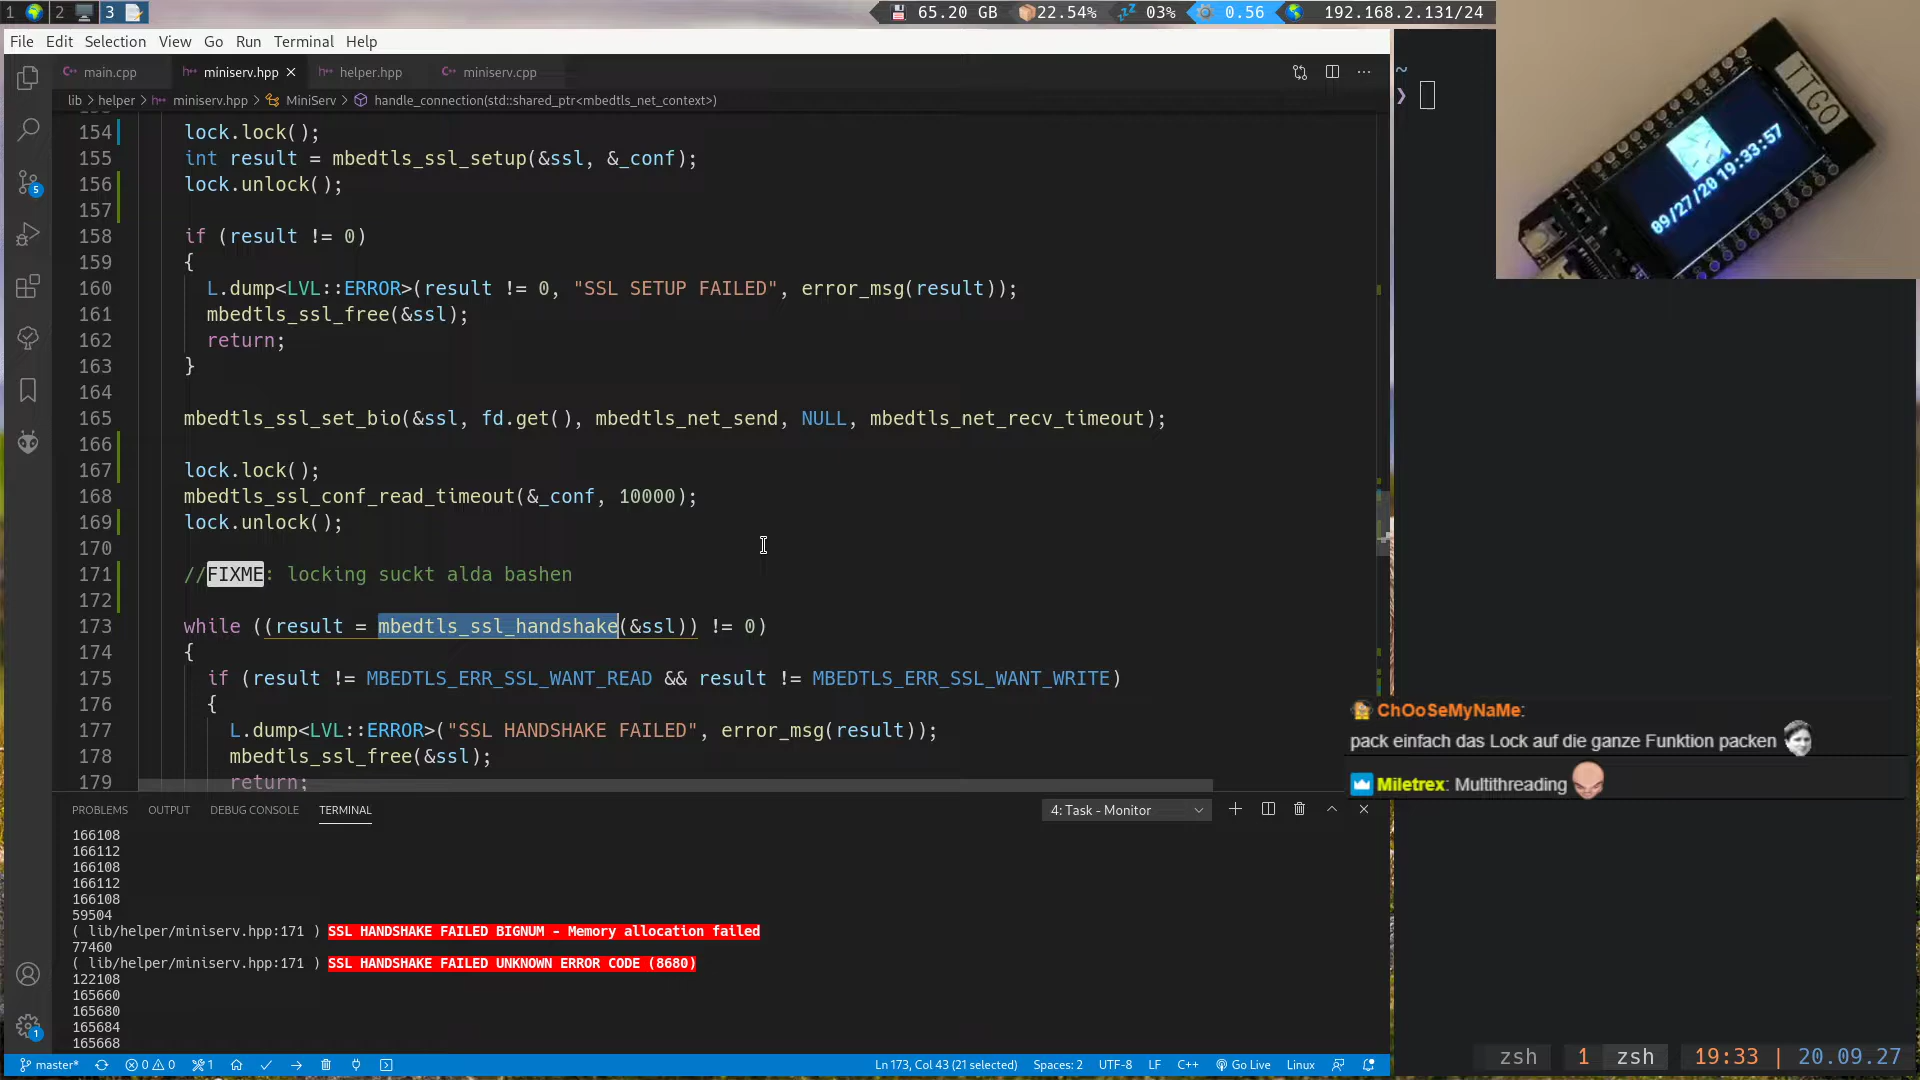 1 2 3
65.20 GB 22.54% 03% 0.56 192.168.2.131/24
File Edit Selection View Go Run Terminal Help
main.cpp miniserv.hpp helper.hpp miniserv.cpp
lib > helper > miniserv.hpp > MiniServ > handle_connection(std::shared_ptr<mbedtls_net_context>)
154 lock.lock();
155 int result = mbedtls_ssl_setup(&ssl, &_conf);
156 lock.unlock();
157
158 if (result != 0)
159 {
160 L.dump<LVL::ERROR>(result != 0, "SSL SETUP FAILED", error_msg(result));
161 mbedtls_ssl_free(&ssl);
162 return;
163 }
164
165 mbedtls_ssl_set_bio(&ssl, fd.get(), mbedtls_net_send, NULL, mbedtls_net_recv_timeout);
166
167 lock.lock();
168 mbedtls_ssl_conf_read_timeout(&_conf, 10000);
169 lock.unlock();
170
171 //FIXME: locking suckt alda bashen
172
173 while ((result = mbedtls_ssl_handshake(&ssl)) != 0)
174 {
175 if (result != MBEDTLS_ERR_SSL_WANT_READ && result != MBEDTLS_ERR_SSL_WANT_WRITE)
176 {
177 L.dump<LVL::ERROR>("SSL HANDSHAKE FAILED", error_msg(result));
178 mbedtls_ssl_free(&ssl);
179 return;
PROBLEMS OUTPUT DEBUG CONSOLE TERMINAL
4: Task - Monitor
166108
166112
166108
166112
166108
59504
( lib/helper/miniserv.hpp:171 ) SSL HANDSHAKE FAILED BIGNUM - Memory allocation failed
77460
( lib/helper/miniserv.hpp:171 ) SSL HANDSHAKE FAILED UNKNOWN ERROR CODE (8680)
122108
165660
165680
165684
165668
5
1
master* 0 0 1
Ln 173, Col 43 (21 selected) Spaces: 2 UTF-8 LF C++ Go Live Linux
~
❯
TTGO
09/27/20 19:33:57
ChOoSeMyNaMe:
pack einfach das Lock auf die ganze Funktion packen
Miletrex: Multithreading
zsh 1 zsh 19:33 | 20.09.27